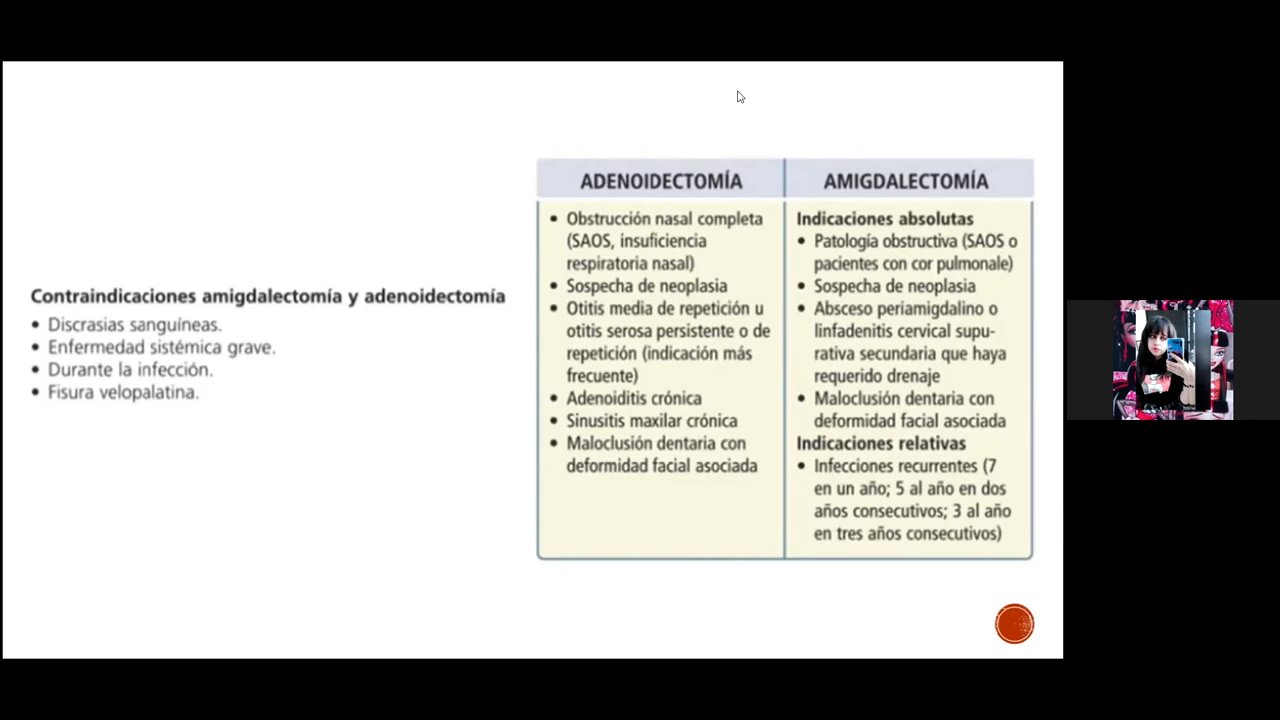 Contraindicaciones amigdalectomía y adenoidectomía
• Discrasias sanguíneas.
• Enfermedad sistémica grave.
• Durante la infección.
• Fisura velopalatina.
ADENOIDECTOMÍA
• Obstrucción nasal completa
(SAOS, insuficiencia
respiratoria nasal)
• Sospecha de neoplasia
• Otitis media de repetición u
otitis serosa persistente o de
repetición (indicación más
frecuente)
• Adenoiditis crónica
• Sinusitis maxilar crónica
• Maloclusión dentaria con
deformidad facial asociada
AMIGDALECTOMÍA
Indicaciones absolutas
• Patología obstructiva (SAOS o
pacientes con cor pulmonale)
• Sospecha de neoplasia
• Absceso periamigdalino o
linfadenitis cervical supu-
rativa secundaria que haya
requerido drenaje
• Maloclusión dentaria con
deformidad facial asociada
Indicaciones relativas
• Infecciones recurrentes (7
en un año; 5 al año en dos
años consecutivos; 3 al año
en tres años consecutivos)